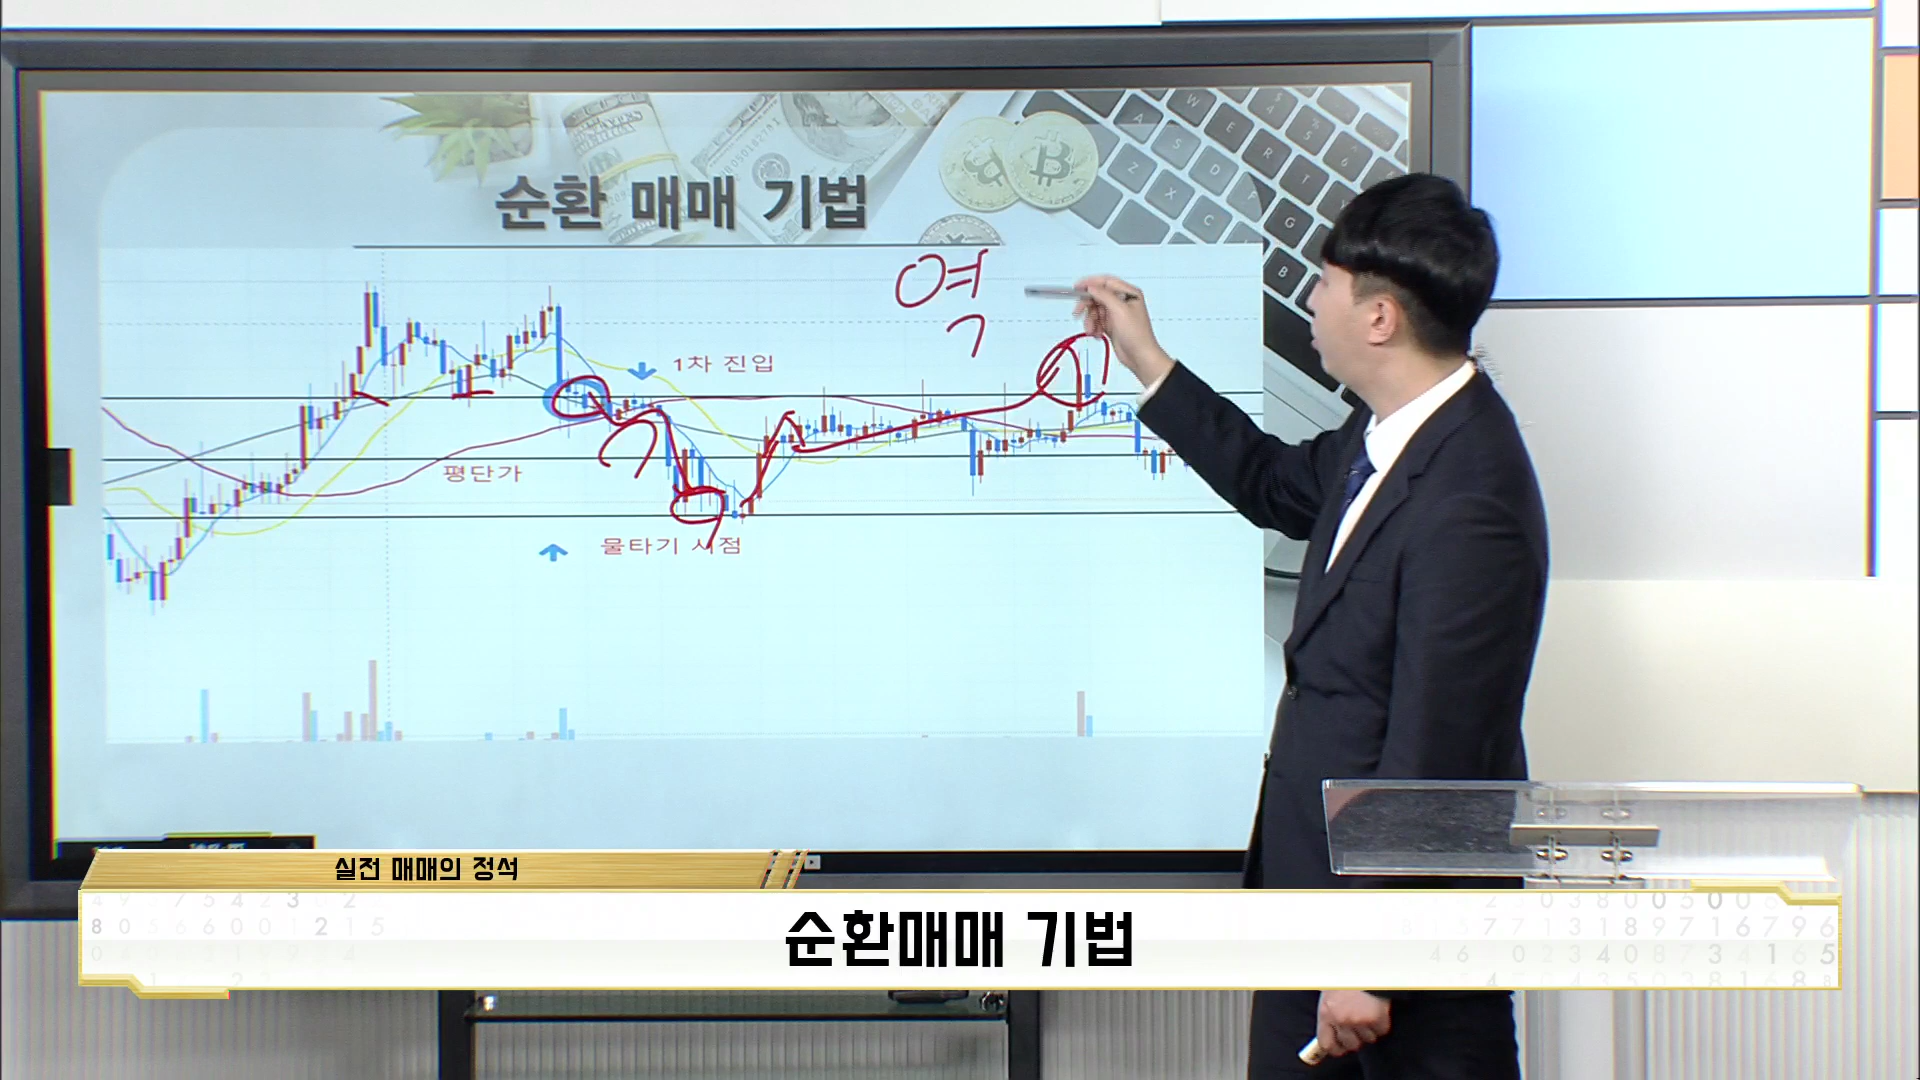 순환 매매 기법
역
1차 진입
평단가
물타기 시점
실전 매매의 정석
순환매매 기법